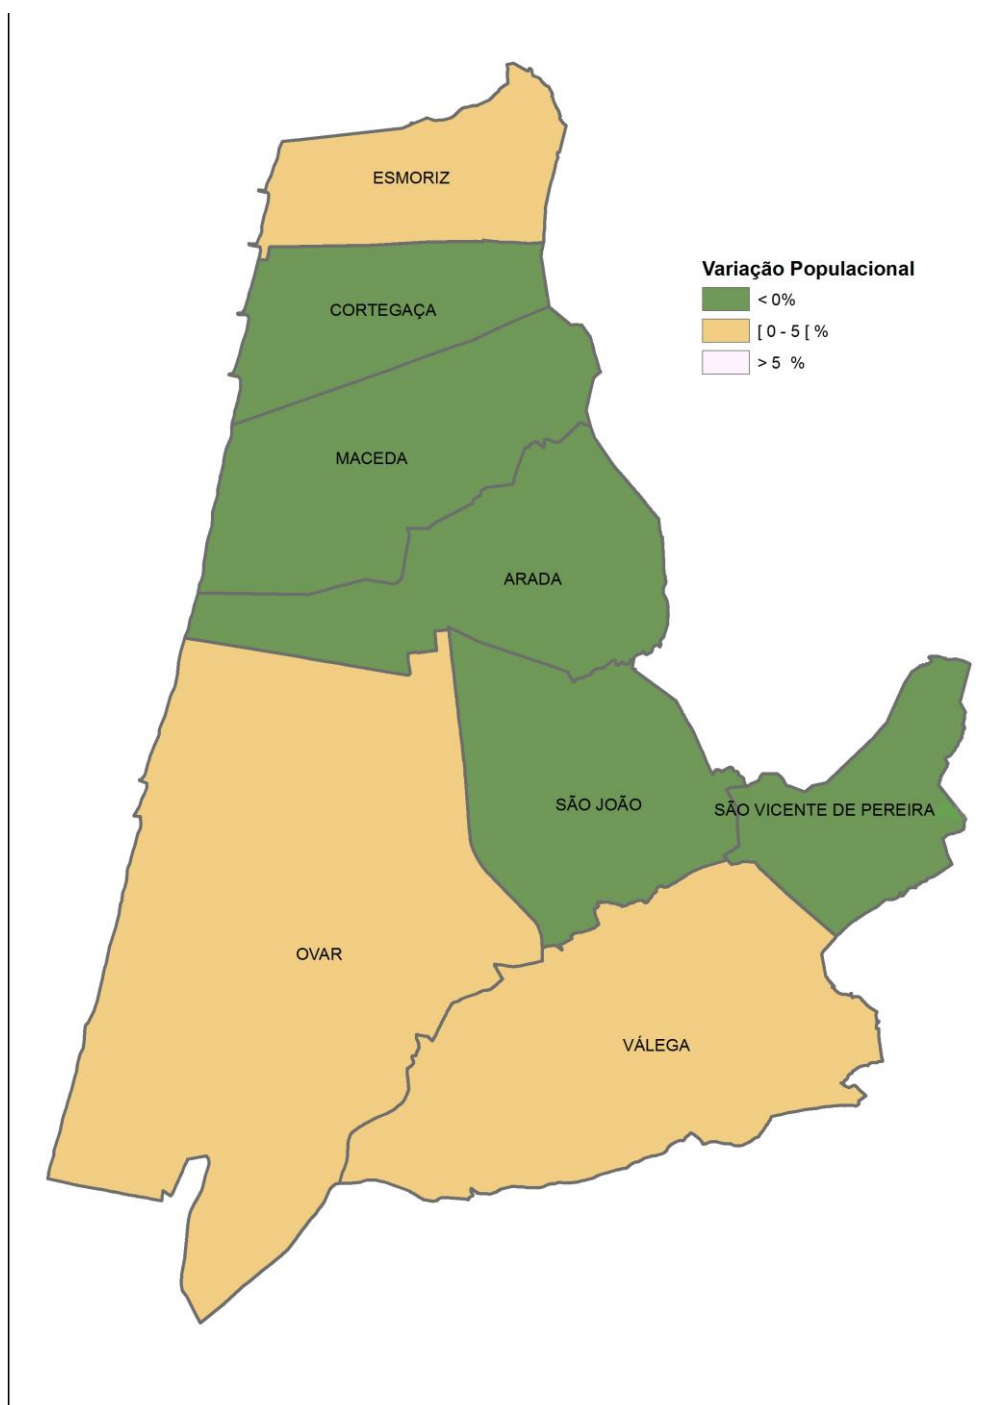 ESMORIZ
Variação Populacional
< 0%
[ 0 - 5 [ %
> 5 %
CORTEGAÇA
MACEDA
ARADA
SÃO JOÃO
SÃO VICENTE DE PEREIRA
OVAR
VÁLEGA